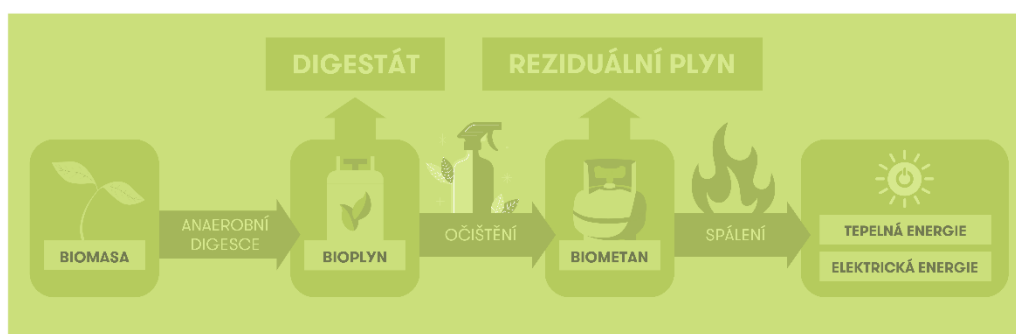 DIGESTÁT
REZIDUÁLNÍ PLYN
BIOMASA
ANAEROBNÍ
DIGESCE
BIOPLYN
OČIŠTĚNÍ
BIOMETAN
SPÁLENÍ
TEPELNÁ ENERGIE
ELEKTRICKÁ ENERGIE